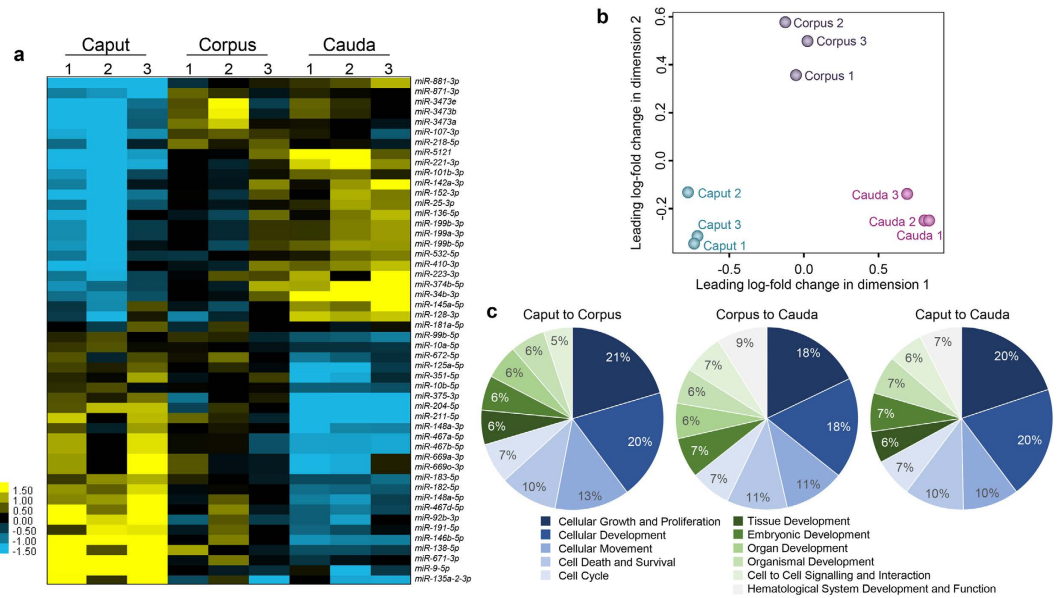 a
Caput Corpus Cauda
1 2 3 1 2 3 1 2 3
miR-881-3p
miR-871-3p
miR-3473e
miR-3473b
miR-3473a
miR-107-3p
miR-218-5p
miR-5121
miR-221-3p
miR-101b-3p
miR-142a-3p
miR-152-3p
miR-25-3p
miR-136-5p
miR-199b-3p
miR-199a-3p
miR-199b-5p
miR-532-5p
miR-410-3p
miR-223-3p
miR-374b-5p
miR-34b-3p
miR-145a-5p
miR-128-3p
miR-181a-5p
miR-99b-5p
miR-10a-5p
miR-672-5p
miR-125a-5p
miR-351-5p
miR-10b-5p
miR-375-3p
miR-204-5p
miR-211-5p
miR-148a-3p
miR-467a-5p
miR-467b-5p
miR-669a-3p
miR-669o-3p
miR-183-5p
miR-182-5p
miR-148a-5p
miR-467d-5p
miR-92b-3p
miR-191-5p
miR-146b-5p
miR-138-5p
miR-671-3p
miR-9-5p
miR-135a-2-3p
1.50
1.00
0.50
0.00
-0.50
-1.00
-1.50
b
Leading log-fold change in dimension 2
0.6
0.4
0.2
0.0
-0.2
Corpus 2
Corpus 3
Corpus 1
Caput 2
Cauda 3
Caput 3
Cauda 2
Caput 1
Cauda 1
-0.5 0.0 0.5
Leading log-fold change in dimension 1
c
Caput to Corpus
21%
20%
13%
10%
7%
6%
6%
6%
6%
5%
Corpus to Cauda
18%
18%
11%
11%
7%
7%
6%
6%
7%
9%
Caput to Cauda
20%
20%
10%
10%
7%
6%
7%
7%
6%
7%
Cellular Growth and Proliferation
Cellular Development
Cellular Movement
Cell Death and Survival
Cell Cycle
Tissue Development
Embryonic Development
Organ Development
Organismal Development
Cell to Cell Signalling and Interaction
Hematological System Development and Function